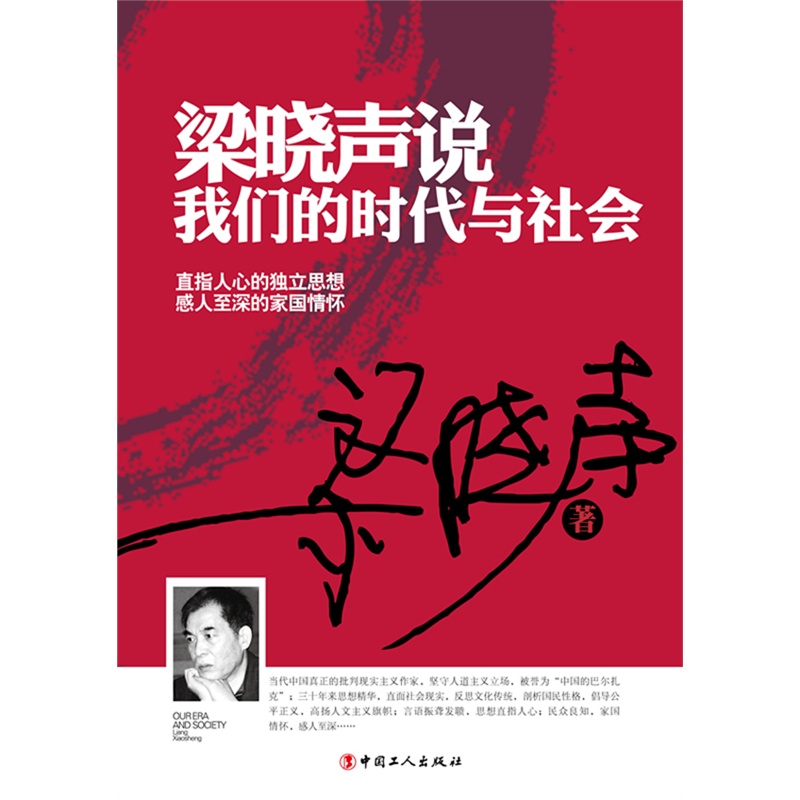 梁晓声说
我们的时代与社会
直指人心的独立思想
感人至深的家国情怀
梁晓声
著
当代中国真正的批判现实主义作家，坚守人道主义立场，被誉为“中国的巴尔扎
克”；三十年来思想精华，直面社会现实，反思文化传统，剖析国民性格，倡导公
平正义，高扬人文主义旗帜；言语振聋发聩，思想直指人心；民众良知，家国
情怀，感人至深……
OUR ERA
AND SOCIETY
Liang
Xiaosheng
中国工人出版社